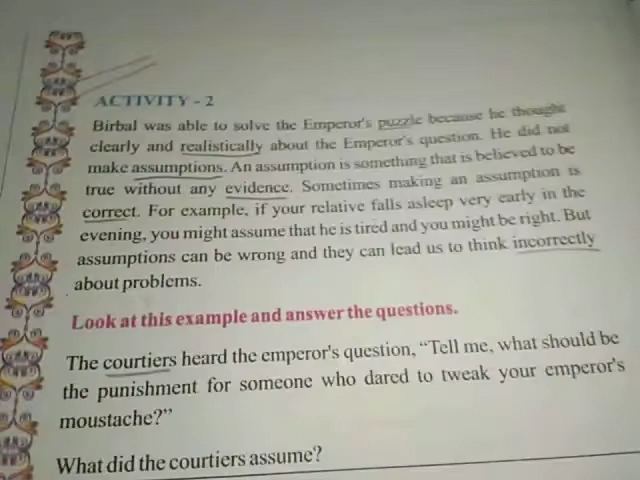 ACTIVITY - 2
Birbal was able to solve the Emperor's puzzle because he thought
clearly and realistically about the Emperor's question. He did not
make assumptions. An assumption is something that is believed to be
true without any evidence. Sometimes making an assumption is
correct. For example, if your relative falls asleep very early in the
evening, you might assume that he is tired and you might be right. But
assumptions can be wrong and they can lead us to think incorrectly
about problems.
Look at this example and answer the questions.
The courtiers heard the emperor's question, “Tell me, what should be
the punishment for someone who dared to tweak your emperor's
moustache?”
What did the courtiers assume?